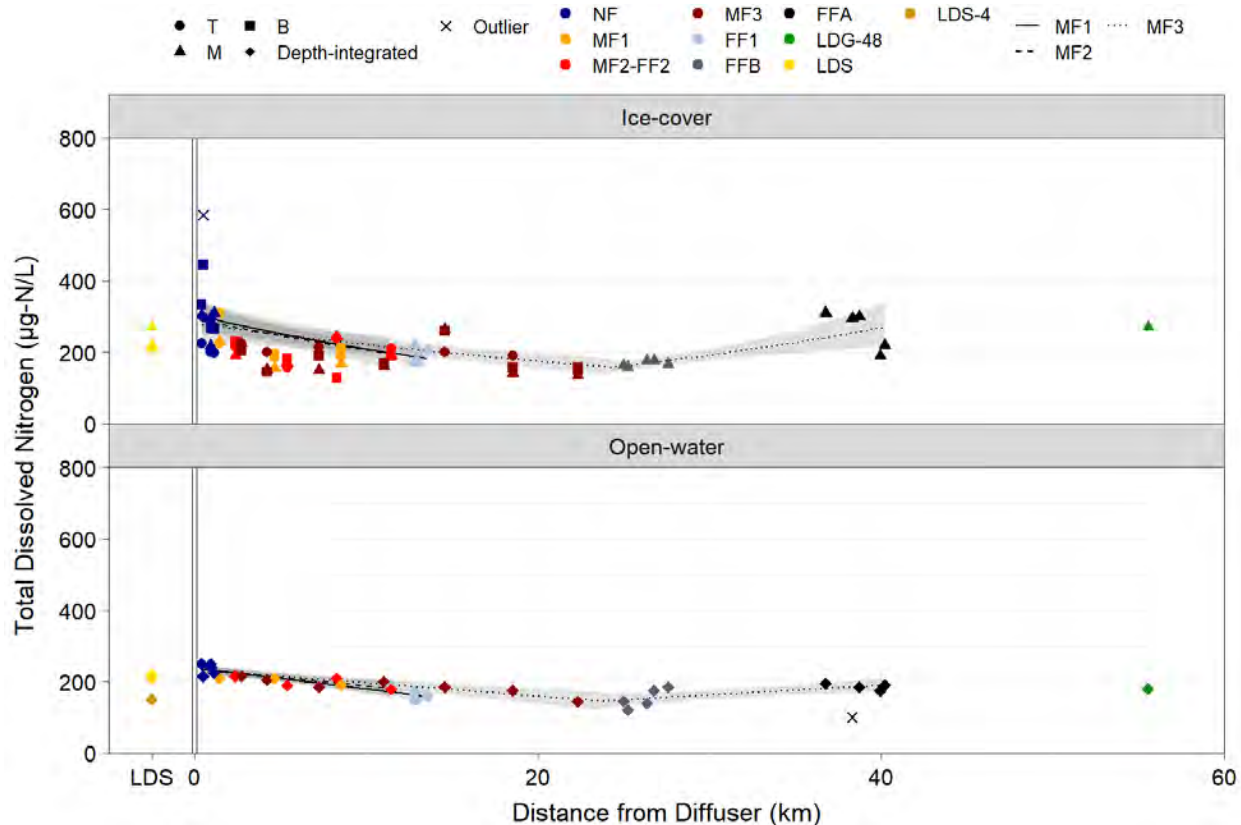 T B Outlier NF MF3 FFA LDS-4 MF1 MF3
MF1 FF1 LDG-48 MF2
M Depth-integrated MF2-FF2 FFB LDS
Ice-cover
800
600
400
200
0
Open-water
800
600
400
200
0
LDS 0 20 40 60
Total Dissolved Nitrogen (µg-N/L)
Distance from Diffuser (km)